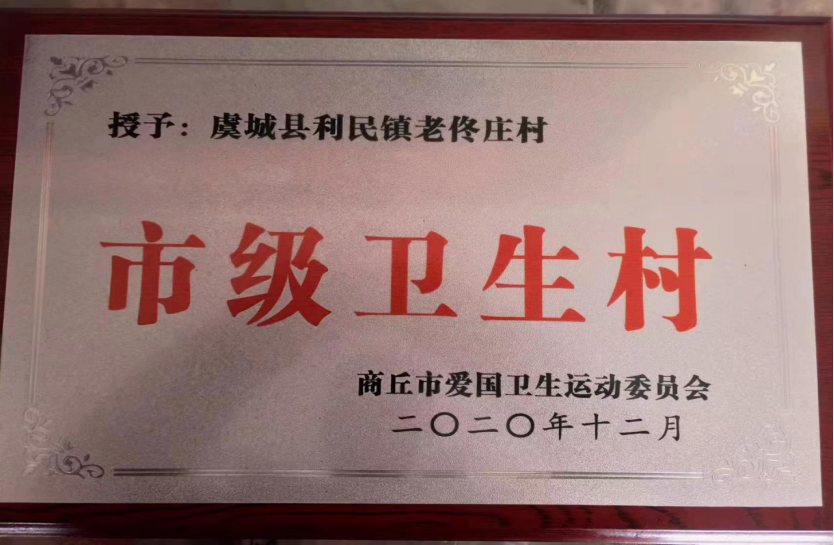 授予：虞城县利民镇老佟庄村
市级卫生村
商丘市爱国卫生运动委员会
二〇二〇年十二月